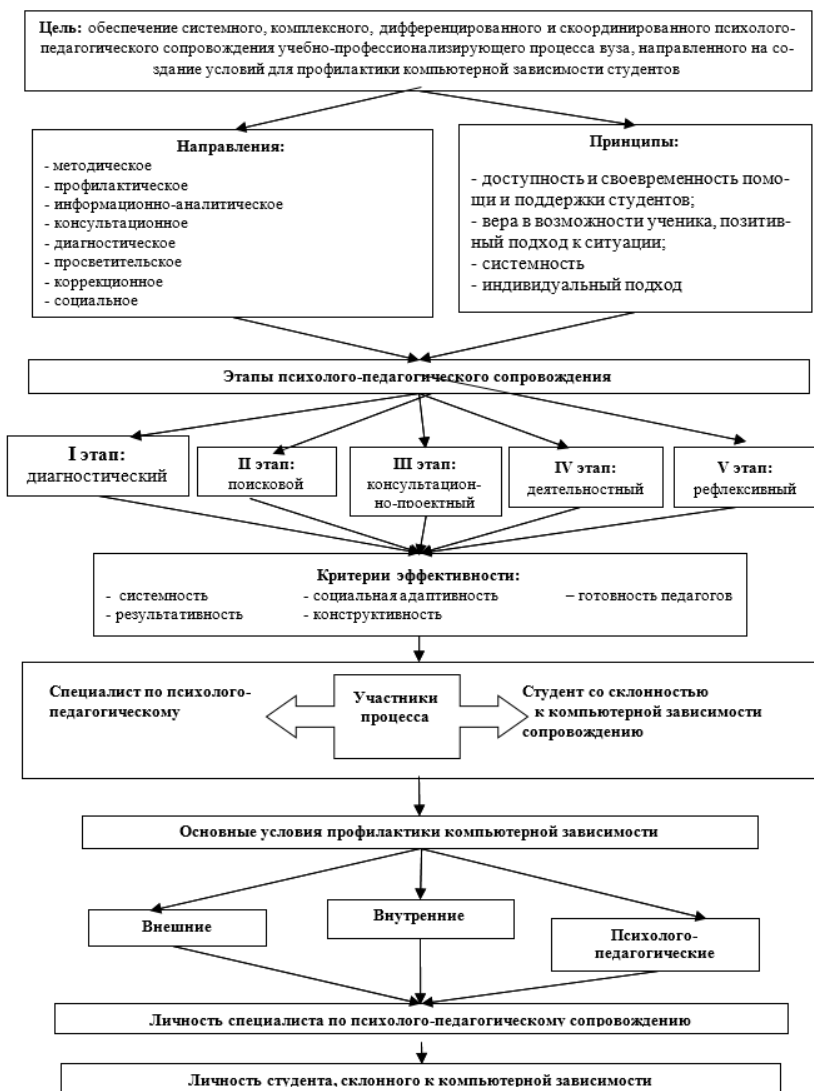 Цель: обеспечение системного, комплексного, дифференцированного и скоординированного психолого-
педагогического сопровождения учебно-профессионализирующего процесса вуза, направленного на со-
здание условий для профилактики компьютерной зависимости студентов
Направления:
- методическое
- профилактическое
- информационно-аналитическое
- консультационное
- диагностическое
- просветительское
- коррекционное
- социальное
Принципы:
- доступность и своевременность помо-
щи и поддержки студентов;
- вера в возможности ученика, позитив-
ный подход к ситуации;
- системность
- индивидуальный подход
Этапы психолого-педагогического сопровождения
I этап:
диагностический
II этап:
поисковой
III этап:
консультацион-
но-проектный
IV этап:
деятельностный
V этап:
рефлексивный
Критерии эффективности:
- системность - социальная адаптивность – готовность педагогов
- результативность - конструктивность
Специалист по психолого-
педагогическому
Участники
процесса
Студент со склонностью
к компьютерной зависимости
сопровождению
Основные условия профилактики компьютерной зависимости
Внешние
Внутренние
Психолого-
педагогические
Личность специалиста по психолого-педагогическому сопровождению
Личность студента, склонного к компьютерной зависимости